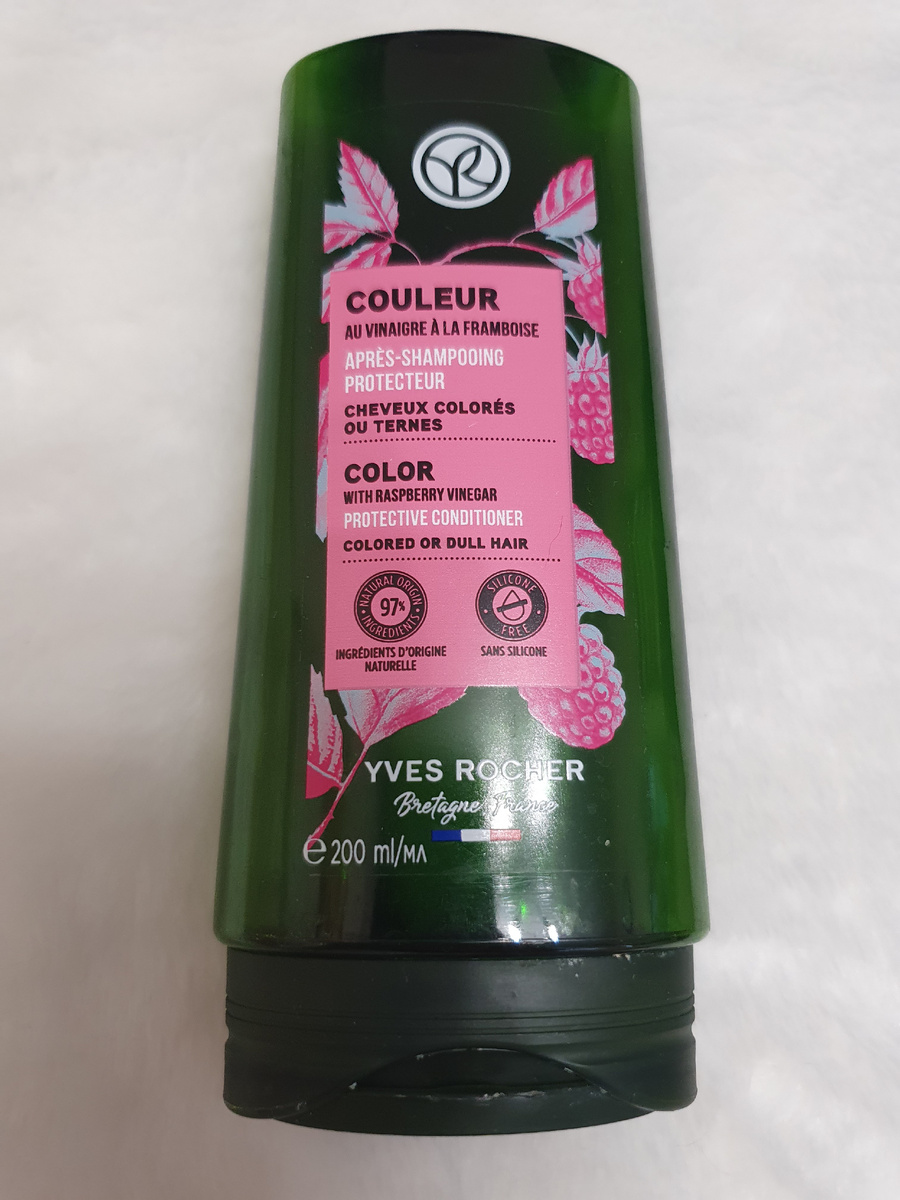 COULEUR
AU VINAIGRE À LA FRAMBOISE
APRÈS-SHAMPOOING
PROTECTEUR
CHEVEUX COLORÉS
OU TERNES
COLOR
WITH RASPBERRY VINEGAR
PROTECTIVE CONDITIONER
COLORED OR DULL HAIR
NATURAL ORIGIN
97%
INGREDIENTS
INGRÉDIENTS D'ORIGINE
NATURELLE
SILICONE
FREE
SANS SILICONE
YVES ROCHER
Bretagne, France
℮200 ml/МЛ